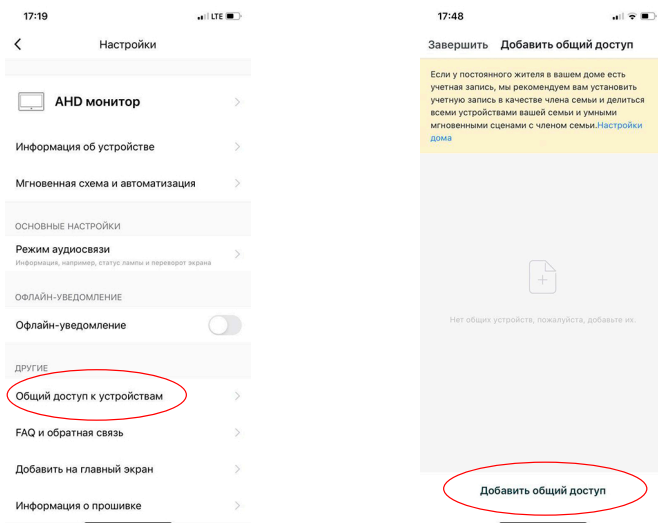 17:19
LTE
Настройки
AHD монитор
Информация об устройстве
Мгновенная схема и автоматизация
ОСНОВНЫЕ НАСТРОЙКИ
Режим аудиосвязи
Информация, например, статус лампы и переворот экрана
ОФЛАЙН-УВЕДОМЛЕНИЕ
Офлайн-уведомление
ДРУГИЕ
Общий доступ к устройствам
FAQ и обратная связь
Добавить на главный экран
Информация о прошивке
17:48
Завершить Добавить общий доступ
Если у постоянного жителя в вашем доме есть
учетная запись, мы рекомендуем вам установить
учетную запись в качестве члена семьи и делиться
всеми устройствами вашей семьи и умными
мгновенными сценами с членом семьи.Настройки
дома
Нет общих устройств, пожалуйста, добавьте их.
Добавить общий доступ